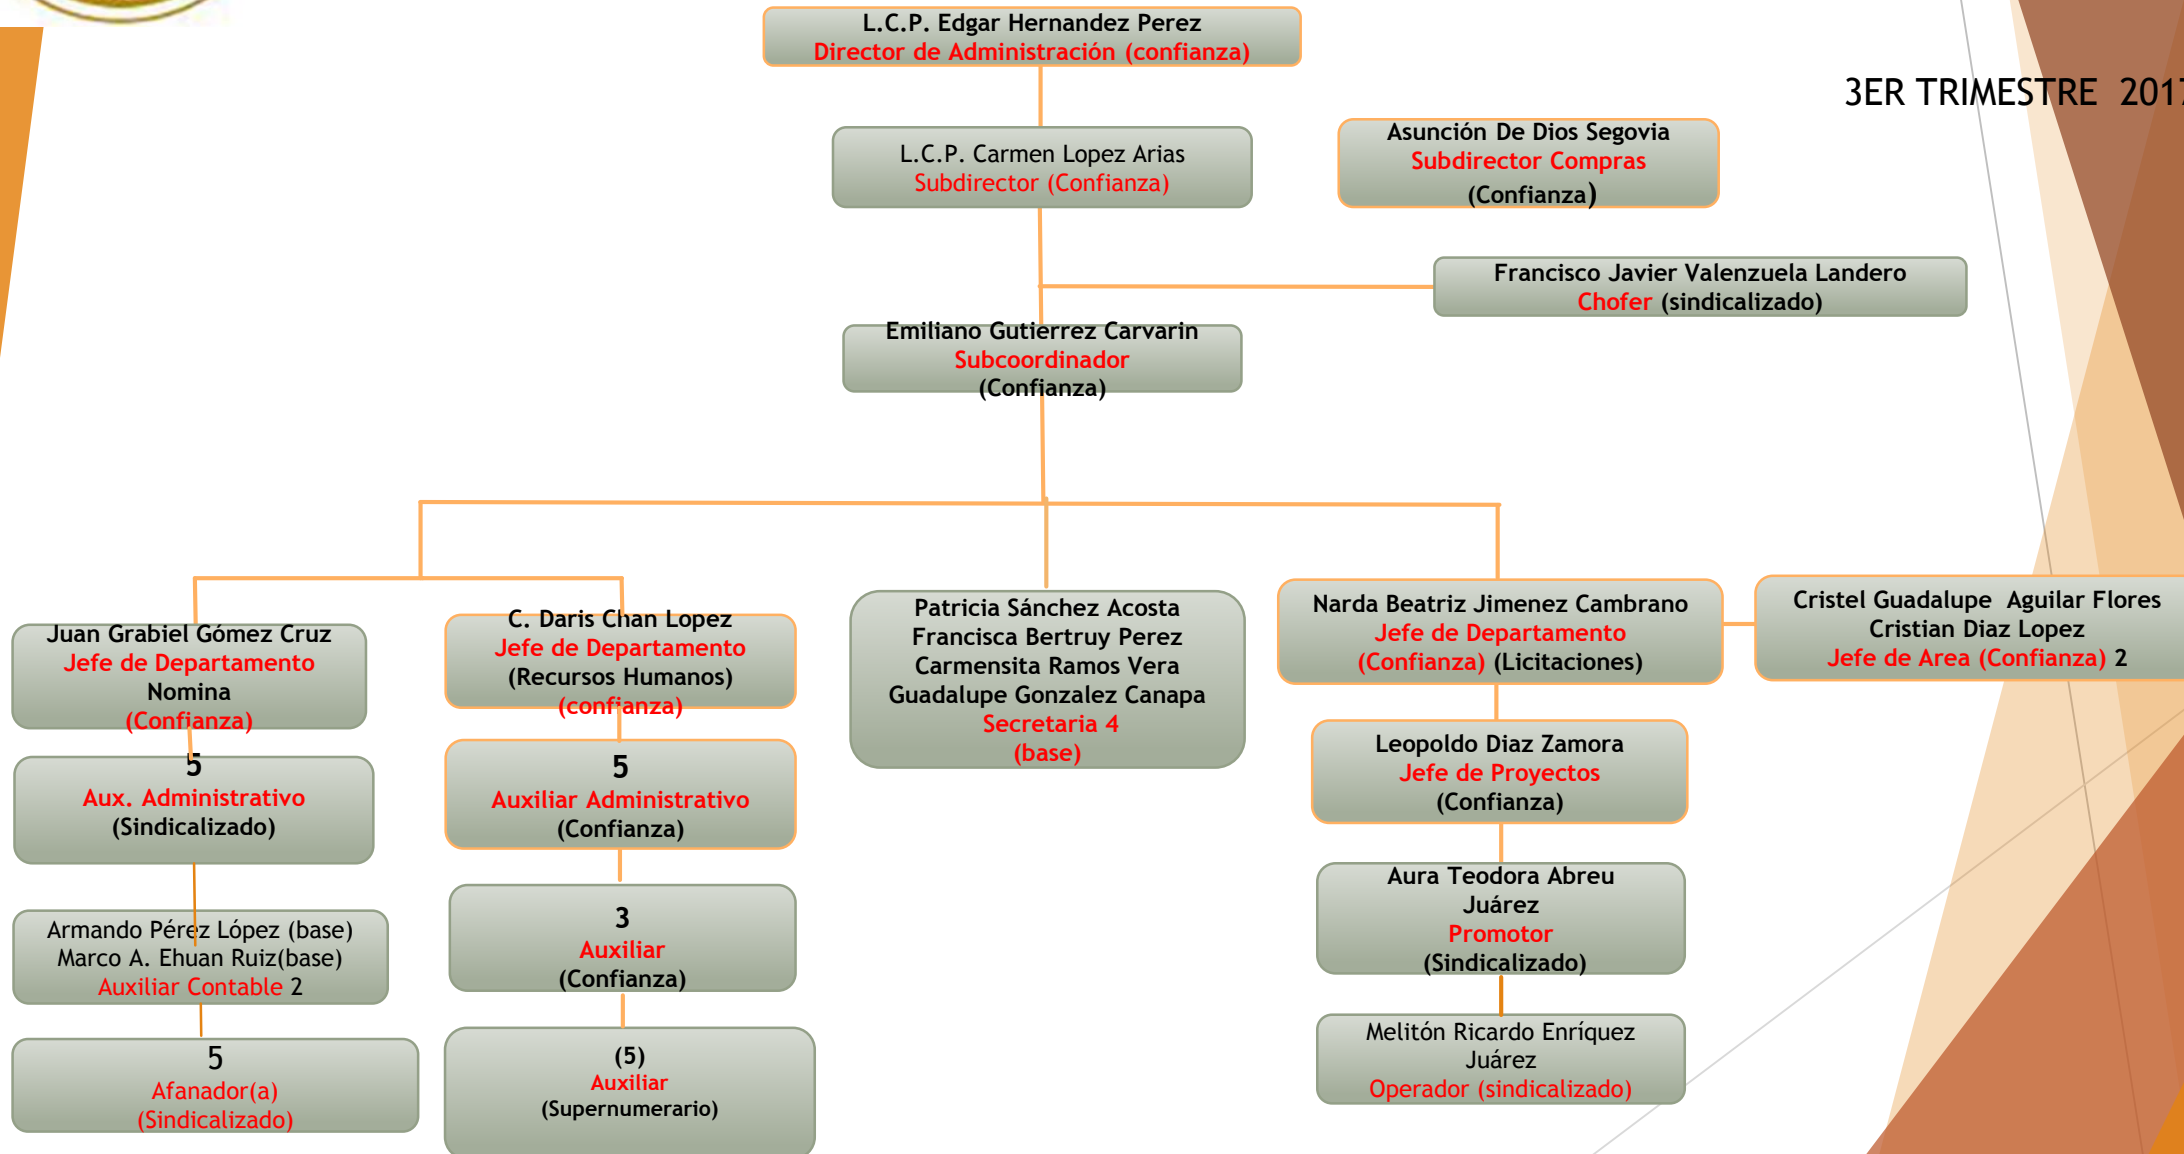 L.C.P. Edgar Hernandez Perez
Director de Administración (confianza)
3ER TRIMESTRE 2017
L.C.P. Carmen Lopez Arias
Subdirector (Confianza)
Asunción De Dios Segovia
Subdirector Compras
(Confianza)
Francisco Javier Valenzuela Landero
Chofer (sindicalizado)
Emiliano Gutierrez Carvarin
Subcoordinador
(Confianza)
Juan Grabiel Gómez Cruz
Jefe de Departamento
Nomina
(Confianza)
5
Aux. Administrativo
(Sindicalizado)
Armando Pérez López (base)
Marco A. Ehuan Ruiz(base)
Auxiliar Contable 2
5
Afanador(a)
(Sindicalizado)
C. Daris Chan Lopez
Jefe de Departamento
(Recursos Humanos)
(confianza)
5
Auxiliar Administrativo
(Confianza)
3
Auxiliar
(Confianza)
(5)
Auxiliar
(Supernumerario)
Patricia Sánchez Acosta
Francisca Bertruy Perez
Carmensita Ramos Vera
Guadalupe Gonzalez Canapa
Secretaria 4
(base)
Narda Beatriz Jimenez Cambrano
Jefe de Departamento
(Confianza) (Licitaciones)
Cristel Guadalupe Aguilar Flores
Cristian Diaz Lopez
Jefe de Area (Confianza) 2
Leopoldo Diaz Zamora
Jefe de Proyectos
(Confianza)
Aura Teodora Abreu
Juárez
Promotor
(Sindicalizado)
Melitón Ricardo Enríquez
Juárez
Operador (sindicalizado)